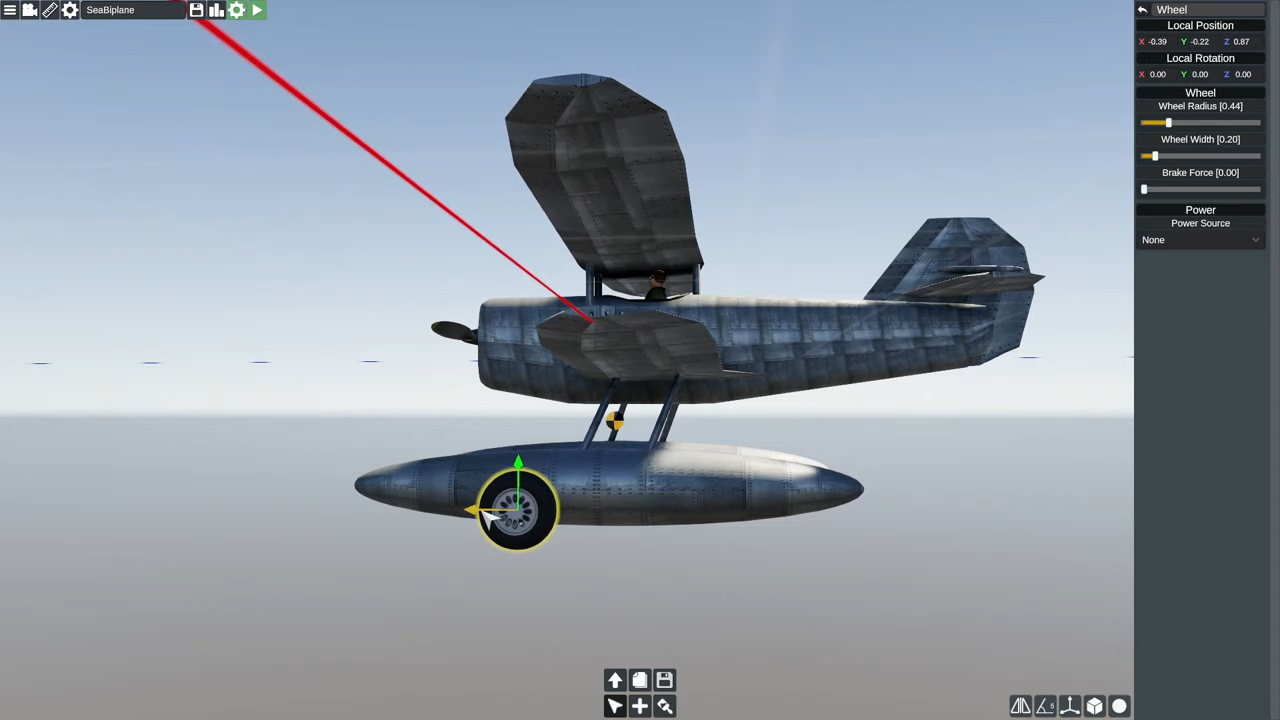 SeaBiplane
Wheel
Local Position
X -0.39 Y -0.22 Z 0.87
Local Rotation
X 0.00 Y 0.00 Z 0.00
Wheel
Wheel Radius [0.44]
Wheel Width [0.20]
Brake Force [0.00]
Power
Power Source
None
5